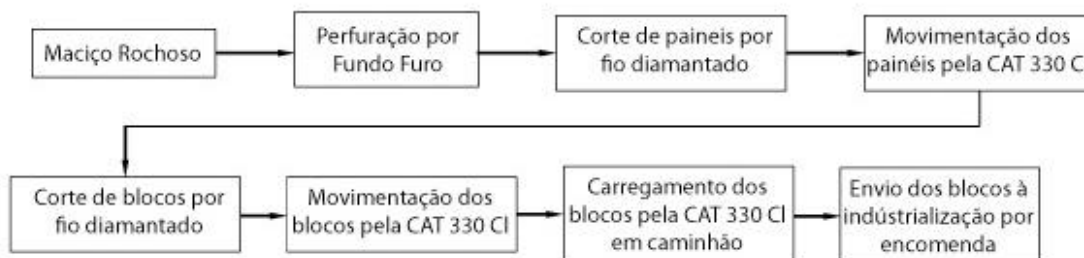 Maciço Rochoso
Perfuração por
Fundo Furo
Corte de paineis por
fio diamantado
Movimentação dos
painéis pela CAT 330 Cl
Corte de blocos por
fio diamantado
Movimentação dos
blocos pela CAT 330 Cl
Carregamento dos
blocos pela CAT 330 Cl
em caminhão
Envio dos blocos à
indústrialização por
encomenda